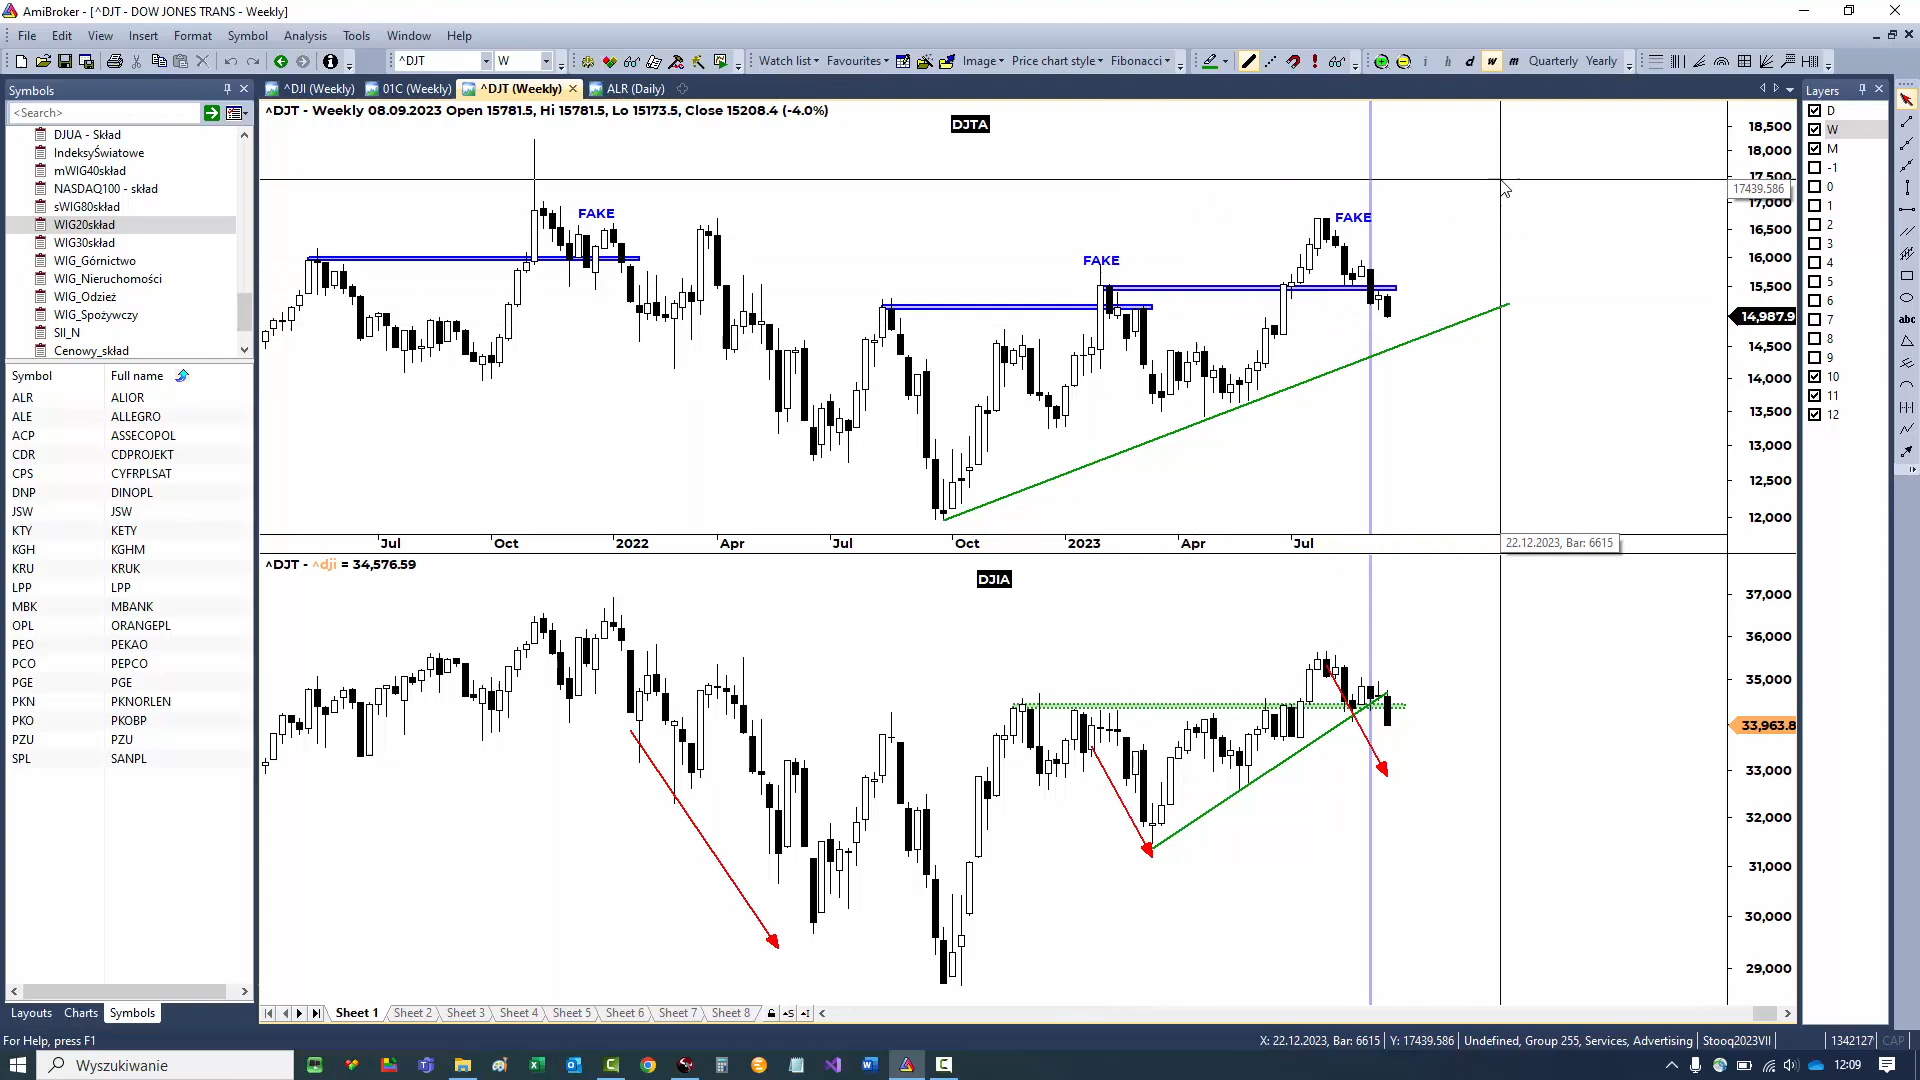 AmiBroker - [^DJT - DOW JONES TRANS - Weekly]
File Edit View Insert Format Symbol Analysis Tools Window Help
^DJT W Watch list Favourites Image Price chart style Fibonacci i h d w m Quarterly Yearly
Symbols
^DJI (Weekly) 01C (Weekly) ^DJT (Weekly) ALR (Daily)
Layers
<Search>
DJUA - Skład
IndeksyŚwiatowe
mWIG40skład
NASDAQ100 - skład
sWIG80skład
WIG20skład
WIG30skład
WIG_Górnictwo
WIG_Nieruchomości
WIG_Odzież
WIG_Spożywczy
SII_N
Cenowy_skład
Symbol Full name
ALR ALIOR
ALE ALLEGRO
ACP ASSECOPOL
CDR CDPROJEKT
CPS CYFRPLSAT
DNP DINOPL
JSW JSW
KTY KETY
KGH KGHM
KRU KRUK
LPP LPP
MBK MBANK
OPL ORANGEPL
PEO PEKAO
PCO PEPCO
PGE PGE
PKN PKNORLEN
PKO PKOBP
PZU PZU
SPL SANPL
Layouts Charts Symbols
^DJT - Weekly 08.09.2023 Open 15781.5, Hi 15781.5, Lo 15173.5, Close 15208.4 (-4.0%)
DJTA
FAKE
FAKE
FAKE
18,500
18,000
17,500
17439.586
17,000
16,500
16,000
15,500
14,987.9
14,500
14,000
13,500
13,000
12,500
12,000
Jul Oct 2022 Apr Jul Oct 2023 Apr Jul
22.12.2023, Bar: 6615
^DJT - ^dji = 34,576.59
DJIA
37,000
36,000
35,000
33,963.8
33,000
32,000
31,000
30,000
29,000
Sheet 1 Sheet 2 Sheet 3 Sheet 4 Sheet 5 Sheet 6 Sheet 7 Sheet 8
D
W
M
-1
0
1
2
3
4
5
6
7
8
9
10
11
12
abc
For Help, press F1
X: 22.12.2023, Bar: 6615 Y: 17439.586 Undefined, Group 255, Services, Advertising Stooq2023VII 1342127 CAP
Wyszukiwanie
12:09